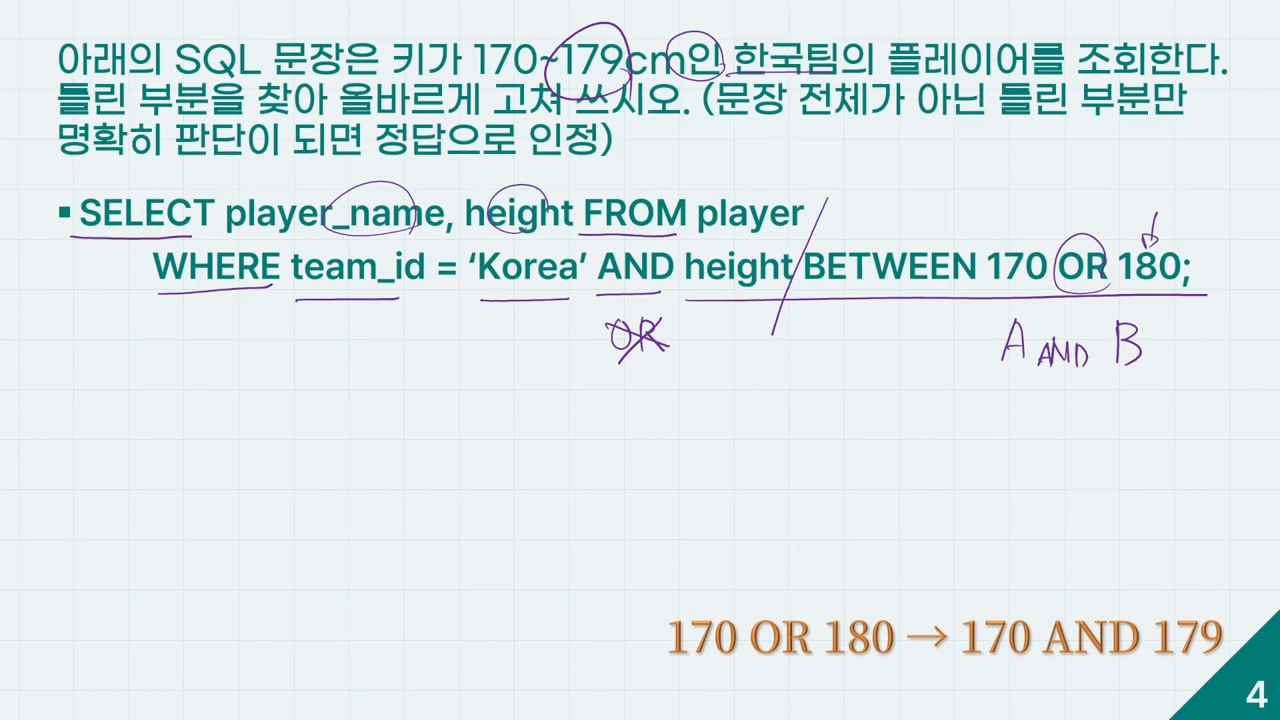 아래의 SQL 문장은 키가 170~179cm인 한국팀의 플레이어를 조회한다.
틀린 부분을 찾아 올바르게 고쳐 쓰시오. (문장 전체가 아닌 틀린 부분만
명확히 판단이 되면 정답으로 인정)
▪ SELECT player_name, height FROM player
WHERE team_id = ‘Korea’ AND height BETWEEN 170 OR 180;
OR
A AND B
170 OR 180 → 170 AND 179
4